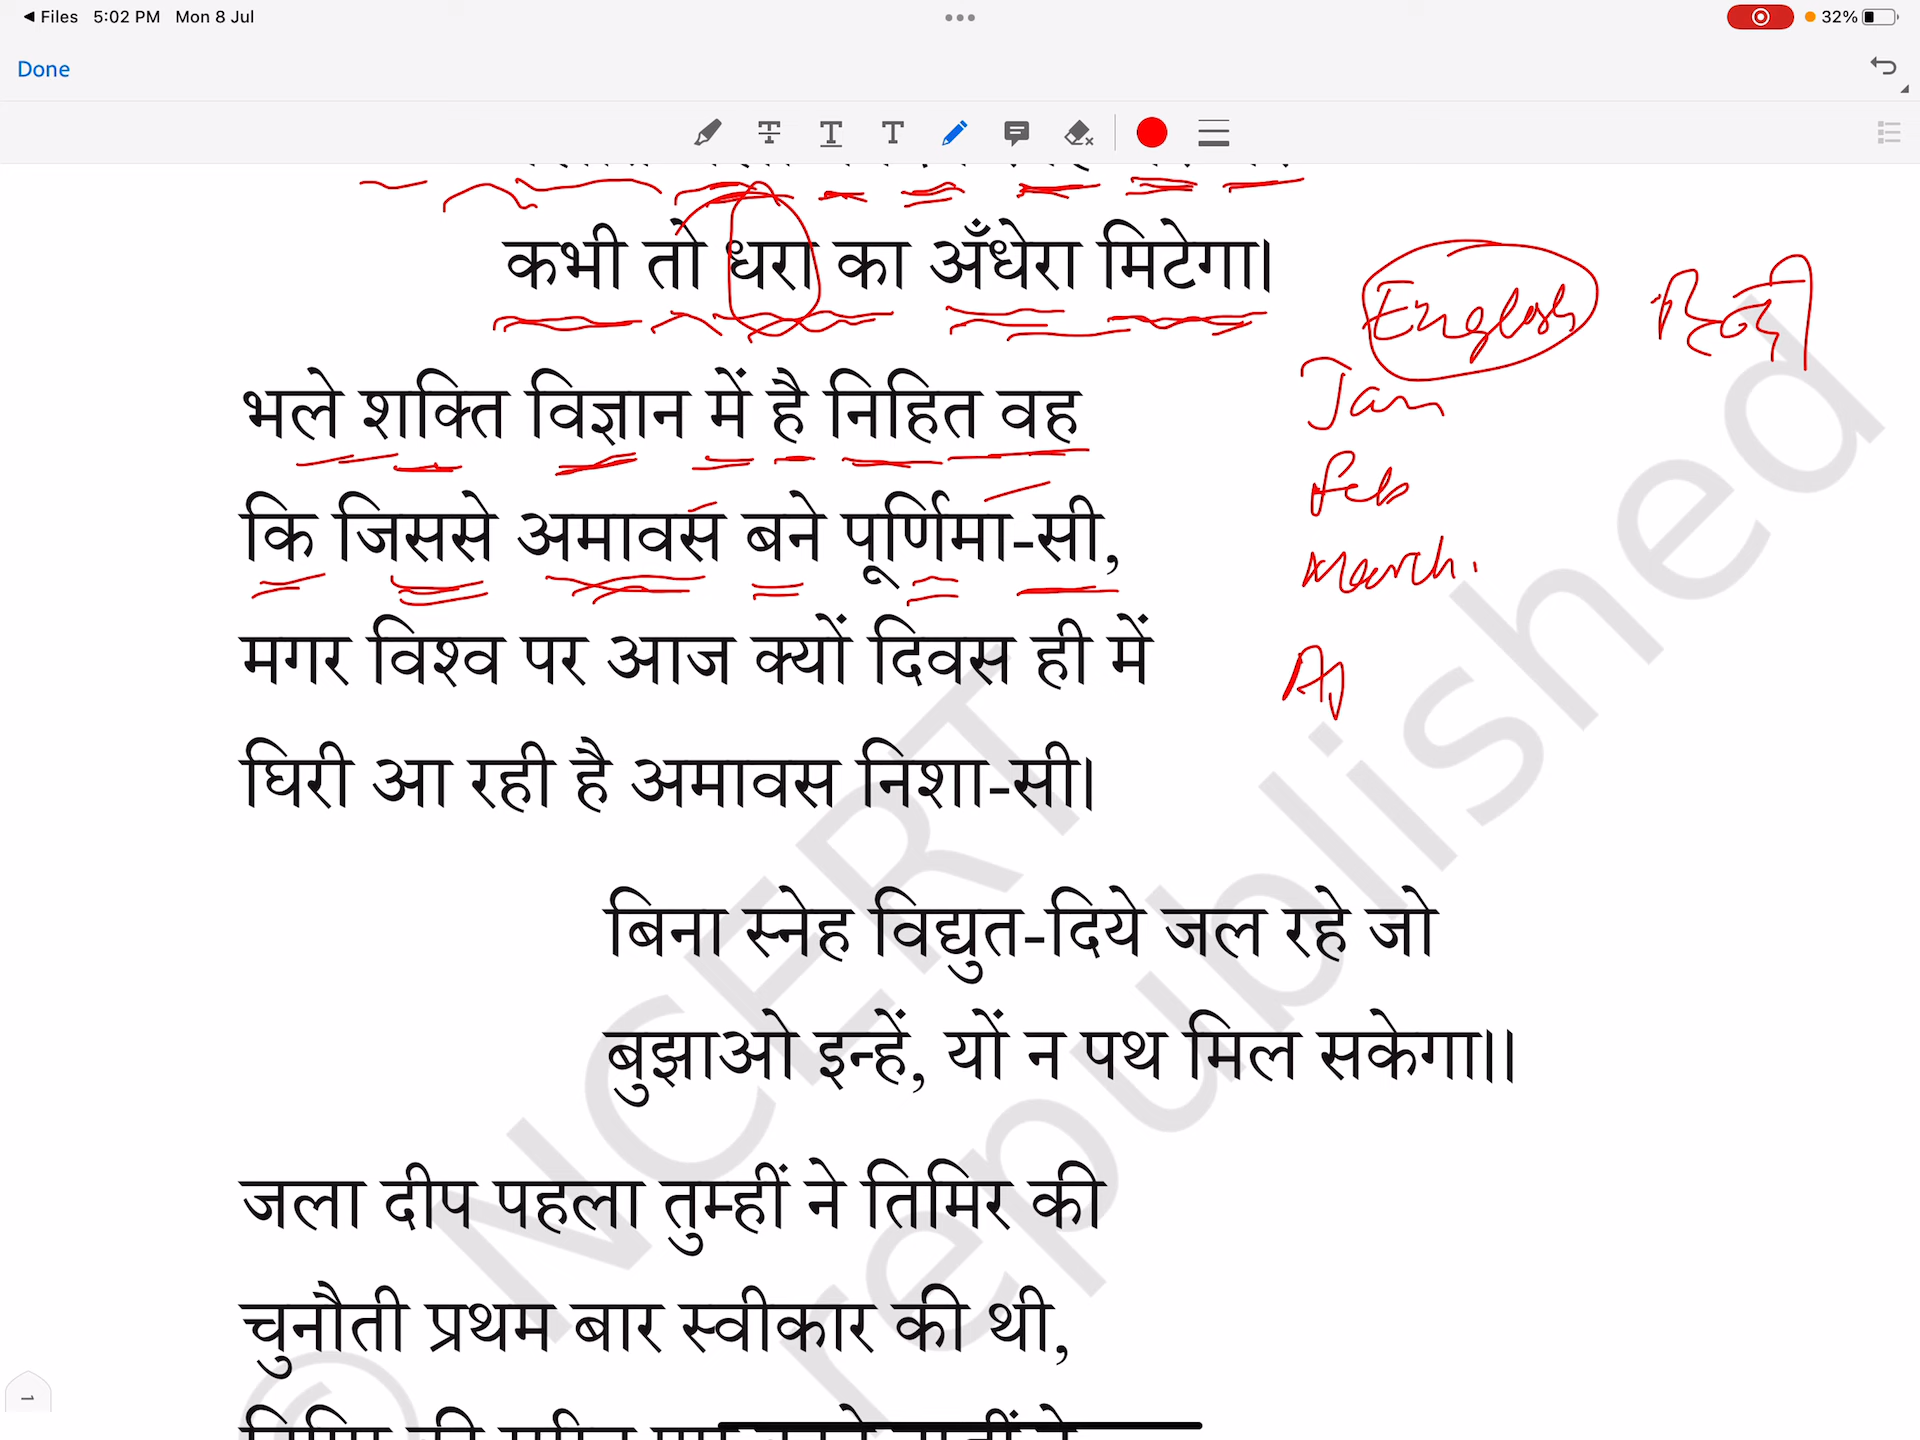 Files 5:02 PM Mon 8 Jul 32%
Done
कभी तो धरा का अँधेरा मिटेगा।
English हिन्दी
भले शक्ति विज्ञान में है निहित वह
Jan
Feb
कि जिससे अमावस बने पूर्णिमा-सी,
March.
मगर विश्व पर आज क्यों दिवस ही में
Ap
घिरी आ रही है अमावस निशा-सी।
बिना स्नेह विद्युत-दिये जल रहे जो
बुझाओ इन्हें, यों न पथ मिल सकेगा।।
जला दीप पहला तुम्हीं ने तिमिर की
चुनौती प्रथम बार स्वीकार की थी,
© NCERT
republished
1